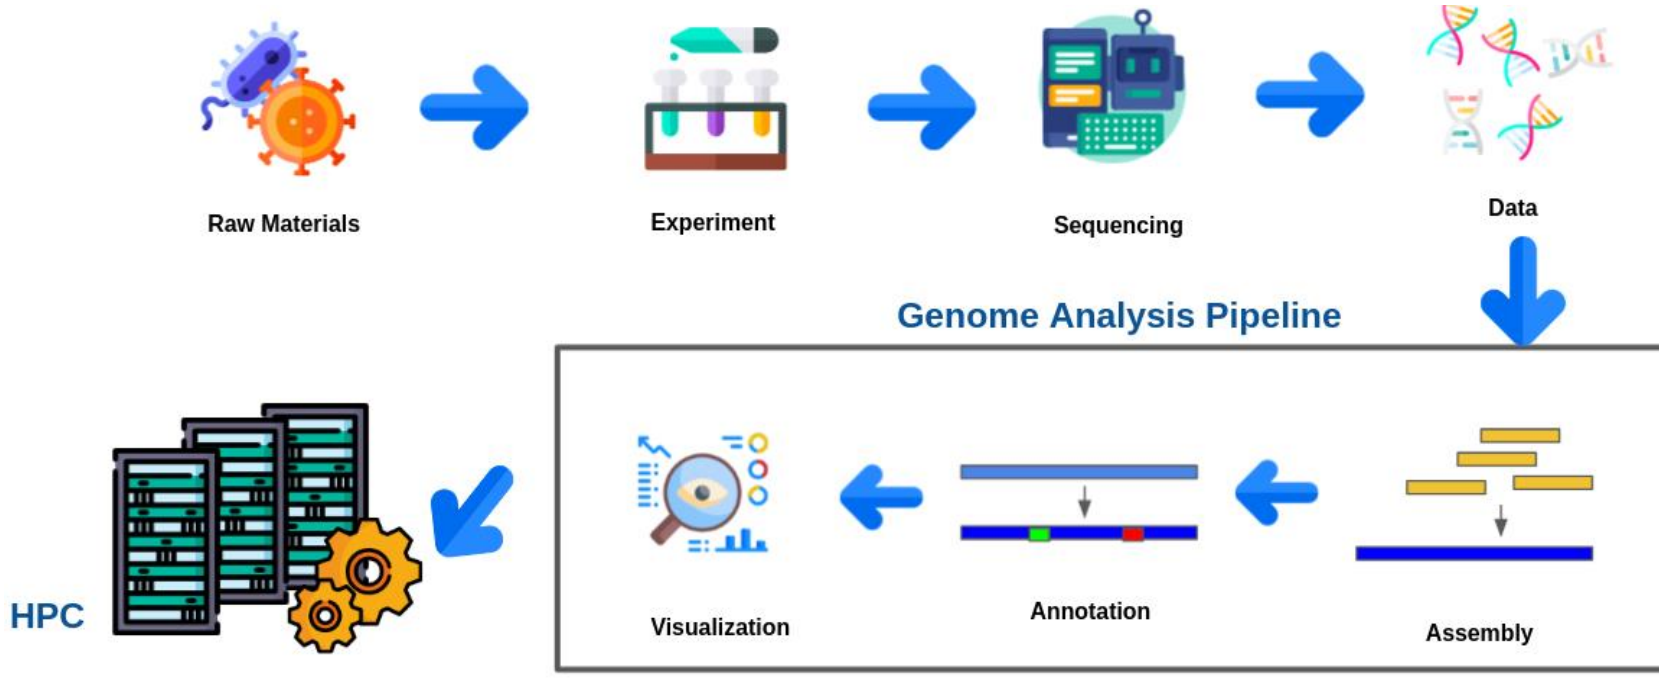 Raw Materials
Experiment
Sequencing
Data
Genome Analysis Pipeline
HPC
Visualization
Annotation
Assembly